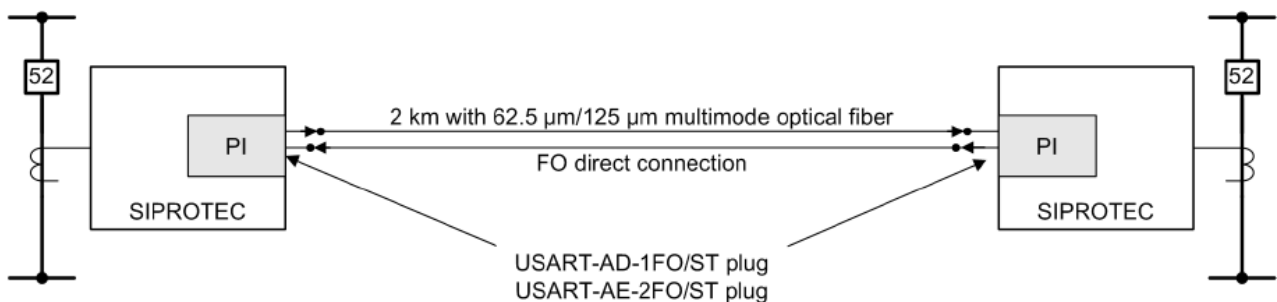 52
52
2 km with 62.5 μm/125 μm multimode optical fiber
PI
PI
FO direct connection
SIPROTEC
SIPROTEC
USART-AD-1FO/ST plug
USART-AE-2FO/ST plug